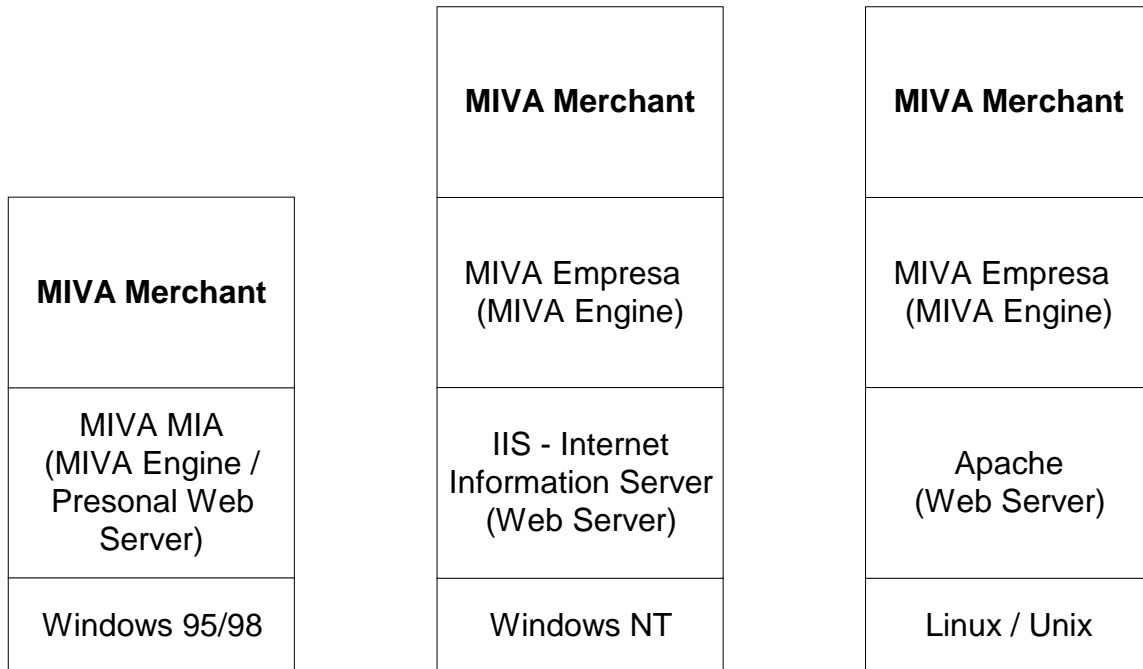 MIVA Merchant
MIVA MIA
(MIVA Engine /
Presonal Web
Server)
Windows 95/98
MIVA Merchant
MIVA Empresa
(MIVA Engine)
IIS - Internet
Information Server
(Web Server)
Windows NT
MIVA Merchant
MIVA Empresa
(MIVA Engine)
Apache
(Web Server)
Linux / Unix